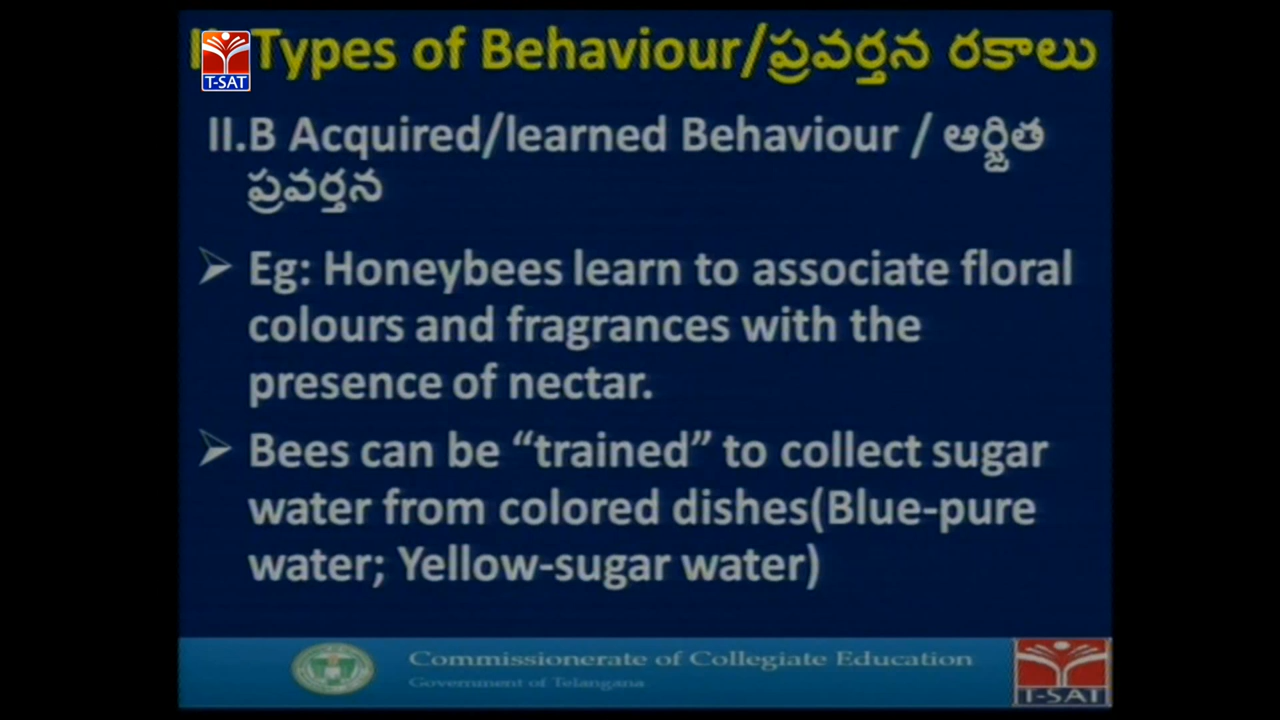 T-SAT
Types of Behaviour/ప్రవర్తన రకాలు
II.B Acquired/learned Behaviour / ఆర్జిత
ప్రవర్తన
Eg: Honeybees learn to associate floral
colours and fragrances with the
presence of nectar.
Bees can be “trained” to collect sugar
water from colored dishes(Blue-pure
water; Yellow-sugar water)
Commissionerate of Collegiate Education
Government of Telangana
T-SAT